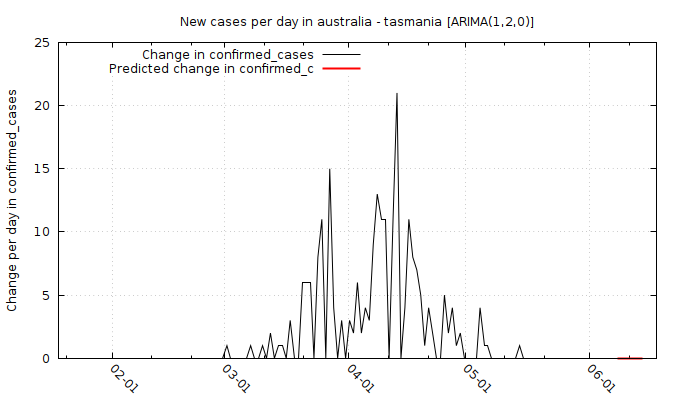 New cases per day in australia - tasmania [ARIMA(1,2,0)]
Change in confirmed_cases
Predicted change in confirmed_c
Change per day in confirmed_cases
25
20
15
10
5
0
02-01
03-01
04-01
05-01
06-01